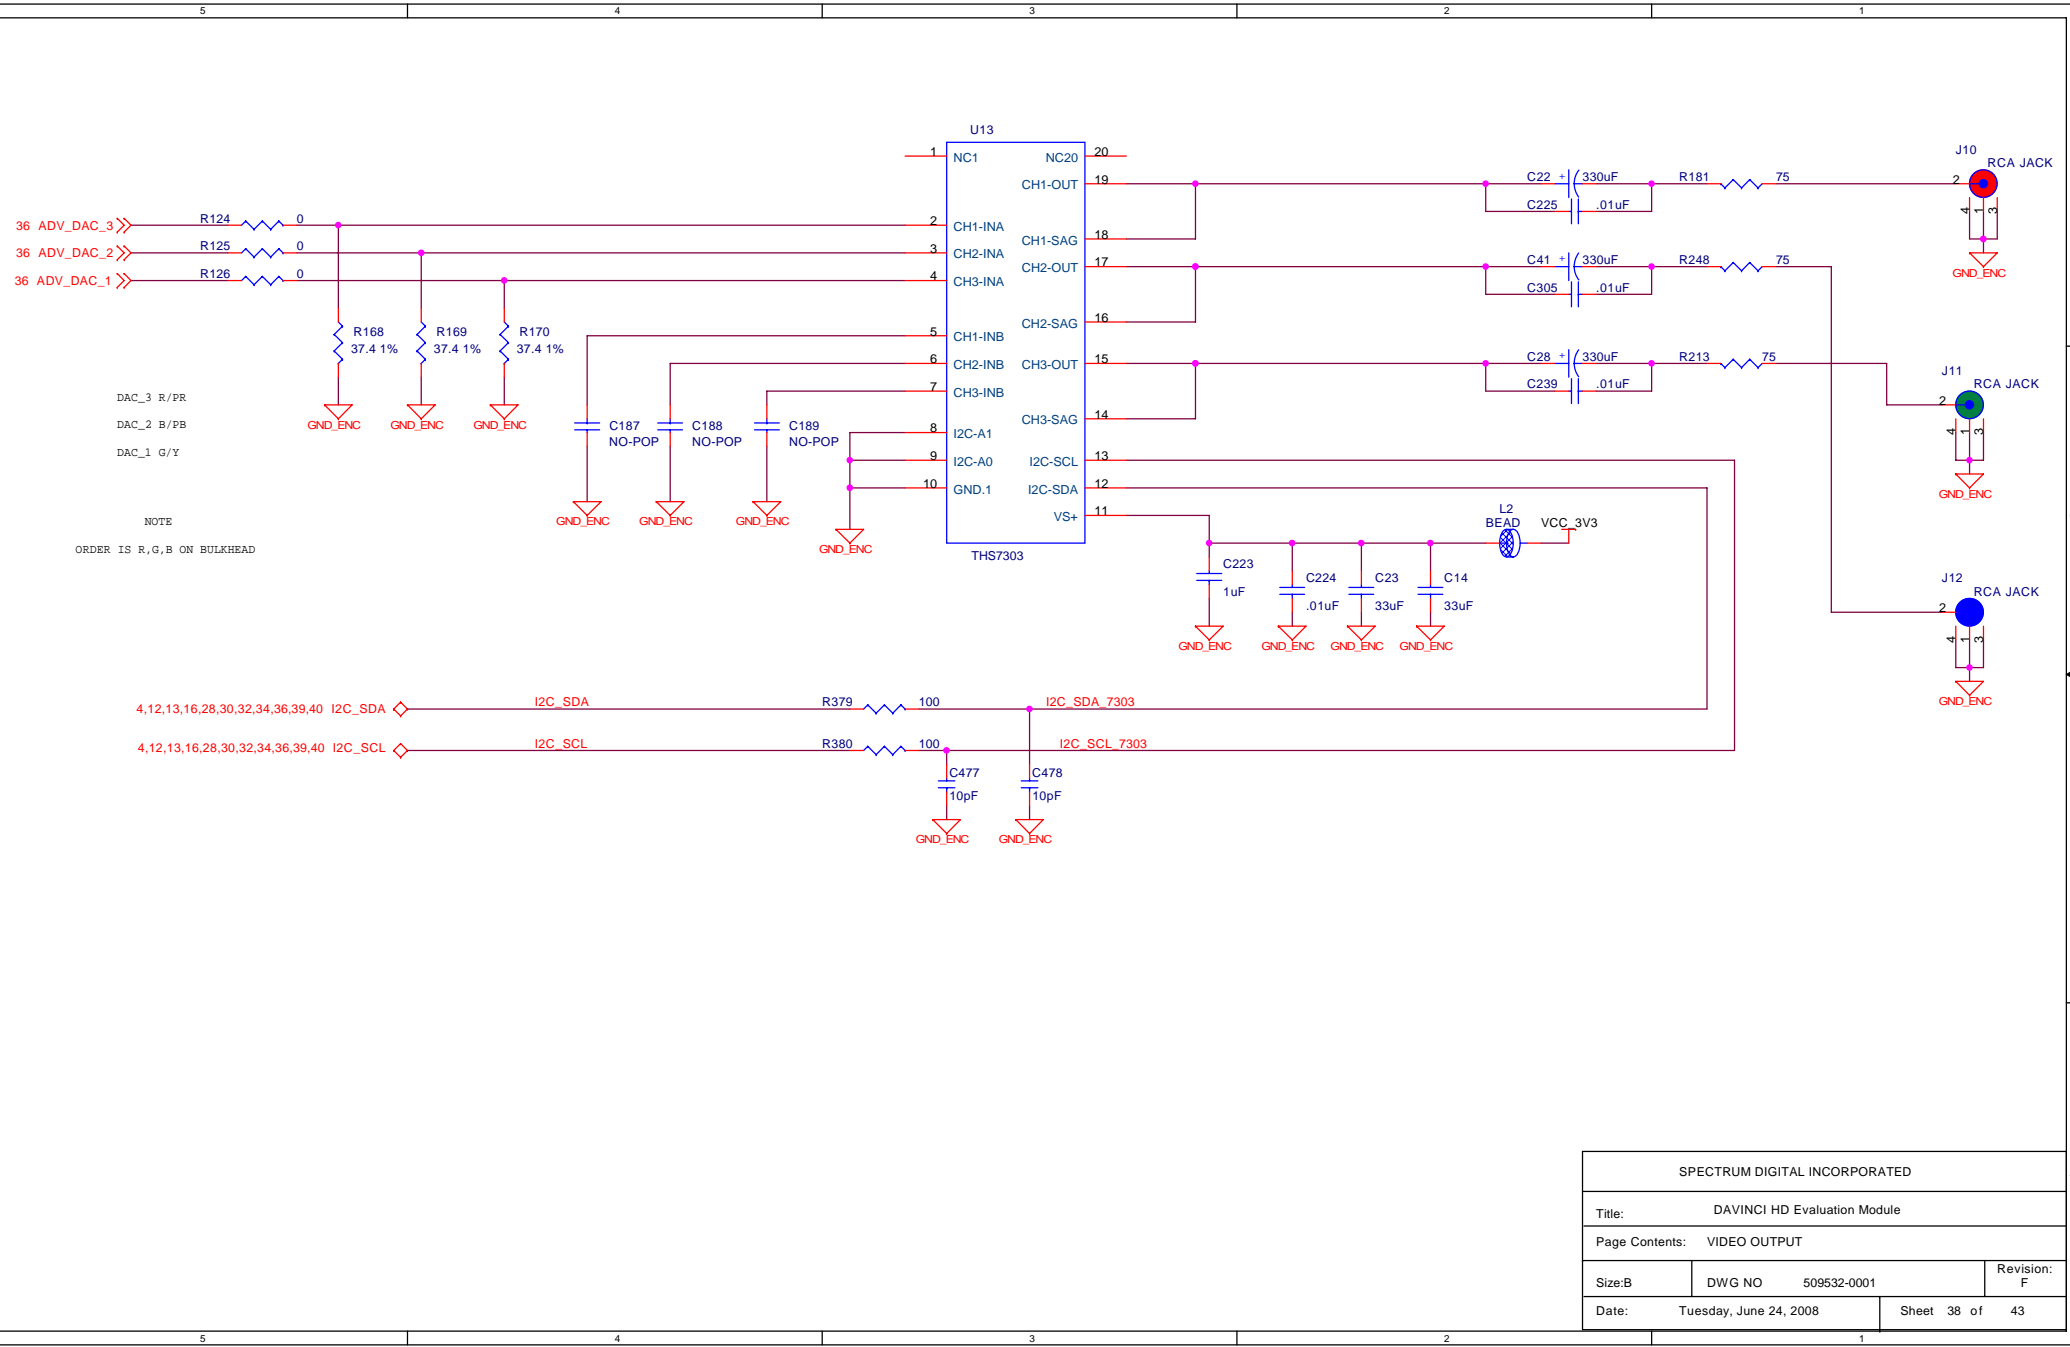 5 4 3 2 1
U13
1 NC1 NC20 20
CH1-OUT 19
2 CH1-INA
CH1-SAG 18
3 CH2-INA
CH2-OUT 17
4 CH3-INA
CH2-SAG 16
5 CH1-INB
6 CH2-INB CH3-OUT 15
7 CH3-INB
CH3-SAG 14
8 I2C-A1
9 I2C-A0 I2C-SCL 13
10 GND.1 I2C-SDA 12
VS+ 11
THS7303
36 ADV_DAC_3 R124 0
36 ADV_DAC_2 R125 0
36 ADV_DAC_1 R126 0
R168 R169 R170
37.4 1% 37.4 1% 37.4 1%
GND_ENC GND_ENC GND_ENC
DAC_3 R/PR
DAC_2 B/PB
DAC_1 G/Y
NOTE
ORDER IS R,G,B ON BULKHEAD
C187 C188 C189
NO-POP NO-POP NO-POP
GND_ENC GND_ENC GND_ENC
GND_ENC
C22 + 330uF R181 75
C225 .01uF
C41 + 330uF R248 75
C305 .01uF
C28 + 330uF R213 75
C239 .01uF
J10
RCA JACK
2
4 1 3
GND_ENC
J11
RCA JACK
2
4 1 3
GND_ENC
J12
RCA JACK
2
4 1 3
GND_ENC
L2
BEAD VCC_3V3
C223 C224 C23 C14
1uF .01uF 33uF 33uF
GND_ENC GND_ENC GND_ENC GND_ENC
4,12,13,16,28,30,32,34,36,39,40 I2C_SDA I2C_SDA R379 100 I2C_SDA_7303
4,12,13,16,28,30,32,34,36,39,40 I2C_SCL I2C_SCL R380 100 I2C_SCL_7303
C477 C478
10pF 10pF
GND_ENC GND_ENC
SPECTRUM DIGITAL INCORPORATED
Title: DAVINCI HD Evaluation Module
Page Contents: VIDEO OUTPUT
Size:B DWG NO 509532-0001 Revision: F
Date: Tuesday, June 24, 2008 Sheet 38 of 43
5 4 3 2 1